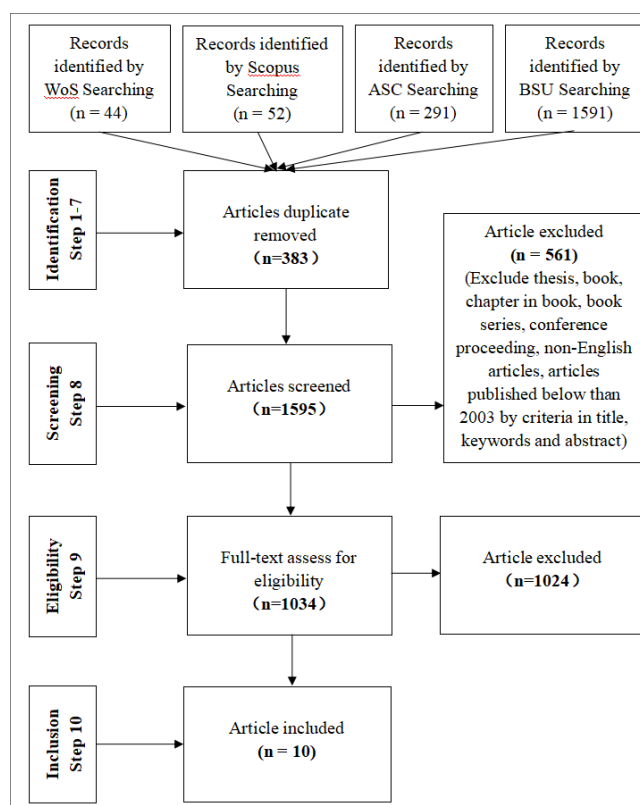 Records
identified by
WoS Searching
(n = 44)
Records identified
by Scopus
Searching
(n = 52)
Records
identified by
ASC Searching
(n = 291)
Records
identified by
BSU Searching
(n = 1591)
Identification
Step 1-7
Articles duplicate
removed
（n=383）
Article excluded
(n = 561)
(Exclude thesis, book,
chapter in book, book
series, conference
proceeding, non-English
articles, articles
published below than
2003 by criteria in title,
keywords and abstract)
Screening
Step 8
Articles screened
（n=1595）
Eligibility
Step 9
Full-text assess for
eligibility
（n=1034）
Article excluded
（n=1024）
Inclusion
Step 10
Article included
(n = 10)